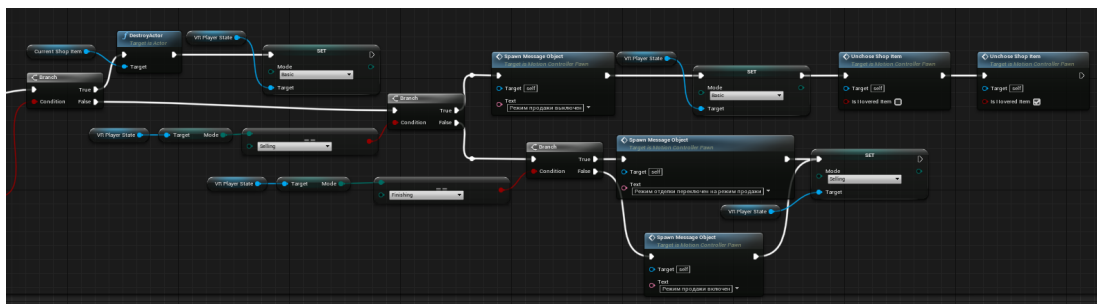 DestroyActor
Target is Actor
Target
Current Shop Item
VR Player State
SET
Mode
Basic
Target
Branch
True
Condition
False
Branch
True
Condition
False
VR Player State
Target
Mode
==
Selling
VR Player State
Target
Mode
==
Finishing
Spawn Message Object
Target is Motion Controller Pawn
Target
self
Text
Режим продажи выключен
VR Player State
SET
Mode
Basic
Target
Unchose Shop Item
Target is Motion Controller Pawn
Target
self
Is Hovered Item
Unchose Shop Item
Target is Motion Controller Pawn
Target
self
Is Hovered Item
Branch
True
Condition
False
Spawn Message Object
Target is Motion Controller Pawn
Target
self
Text
Режим отделки переключен на режим продажи
VR Player State
SET
Mode
Selling
Target
Spawn Message Object
Target is Motion Controller Pawn
Target
self
Text
Режим продажи включен